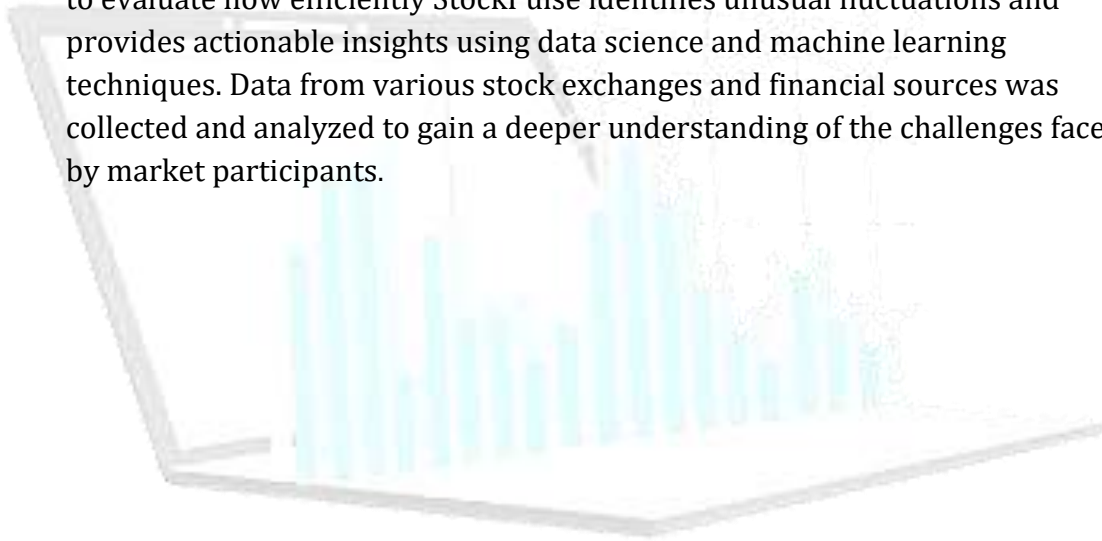 to evaluate how efficiently StockPulse identifies unusual fluctuations and
provides actionable insights using data science and machine learning
techniques. Data from various stock exchanges and financial sources was
collected and analyzed to gain a deeper understanding of the challenges face
by market participants.